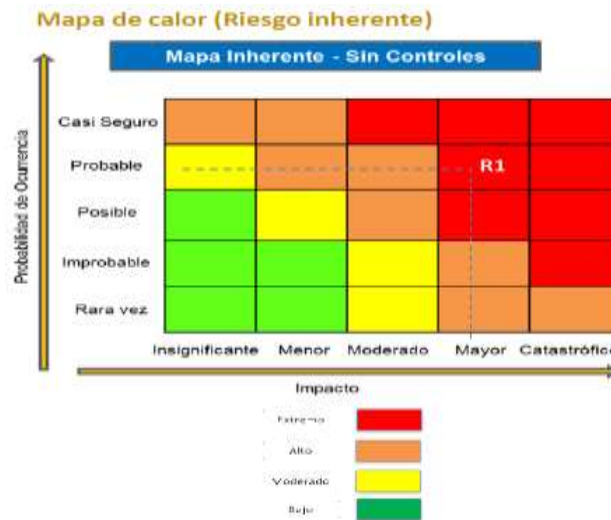 Mapa de calor (Riesgo inherente)
Mapa Inherente - Sin Controles
Probabilidad de Ocurrencia
Casi Seguro
Probable
R1
Posible
Improbable
Rara vez
Insignificante Menor Moderado Mayor Catastrófico
Impacto
Extremo
Alto
Moderado
Bajo